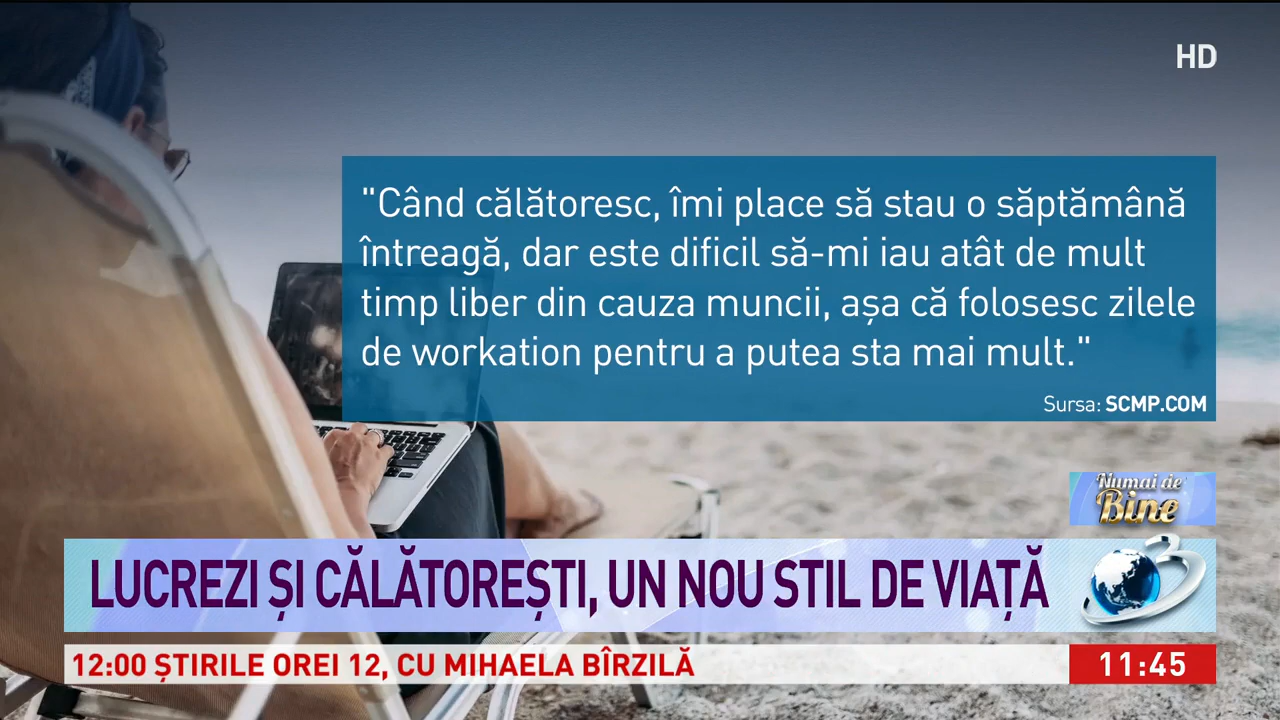 HD
"Când călătoresc, îmi place să stau o săptămână
întreagă, dar este dificil să-mi iau atât de mult
timp liber din cauza muncii, așa că folosesc zilele
de workation pentru a putea sta mai mult."
Sursa: SCMP.COM
Numai de
Bine
LUCREZI ȘI CĂLĂTOREȘTI, UN NOU STIL DE VIAȚĂ
3
12:00 ȘTIRILE OREI 12, CU MIHAELA BÎRZILĂ
11:45